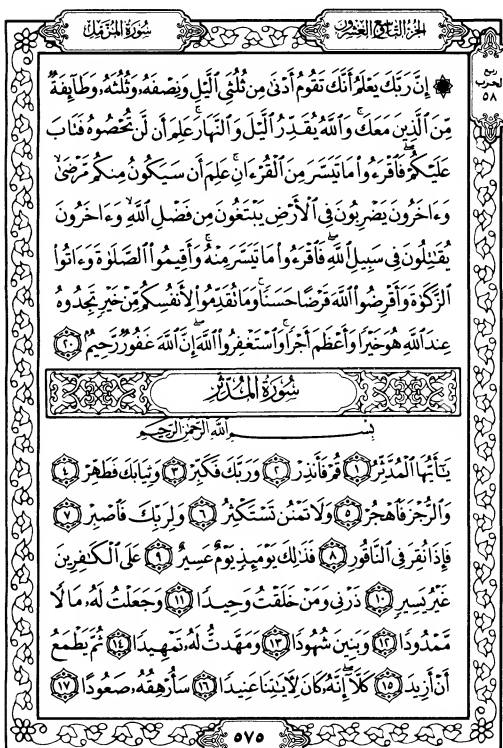 الجزء التاسع والعشرون
سورة المزمل
ربع
الحزب
٥٨
۞ إِنَّ رَبَّكَ يَعْلَمُ أَنَّكَ تَقُومُ أَدْنَىٰ مِن ثُلُثَىِ ٱلَّيْلِ وَنِصْفَهُۥ وَثُلُثَهُۥ وَطَآئِفَةٌ
مِّنَ ٱلَّذِينَ مَعَكَ ۚ وَٱللَّهُ يُقَدِّرُ ٱلَّيْلَ وَٱلنَّهَارَ ۚ عَلِمَ أَن لَّن تُحْصُوهُ فَتَابَ
عَلَيْكُمْ ۖ فَٱقْرَءُوا۟ مَا تَيَسَّرَ مِنَ ٱلْقُرْءَانِ ۚ عَلِمَ أَن سَيَكُونُ مِنكُم مَّرْضَىٰ ۙ
وَءَاخَرُونَ يَضْرِبُونَ فِى ٱلْأَرْضِ يَبْتَغُونَ مِن فَضْلِ ٱللَّهِ ۙ وَءَاخَرُونَ
يُقَـٰتِلُونَ فِى سَبِيلِ ٱللَّهِ ۖ فَٱقْرَءُوا۟ مَا تَيَسَّرَ مِنْهُ ۚ وَأَقِيمُوا۟ ٱلصَّلَوٰةَ وَءَاتُوا۟
ٱلزَّكَوٰةَ وَأَقْرِضُوا۟ ٱللَّهَ قَرْضًا حَسَنًا ۚ وَمَا تُقَدِّمُوا۟ لِأَنفُسِكُم مِّنْ خَيْرٍ تَجِدُوهُ
عِندَ ٱللَّهِ هُوَ خَيْرًا وَأَعْظَمَ أَجْرًا ۚ وَٱسْتَغْفِرُوا۟ ٱللَّهَ ۖ إِنَّ ٱللَّهَ غَفُورٌ رَّحِيمٌۢ ٢٠
سُورَةُ المُدَّثِّرِ
بِسْمِ ٱللَّهِ ٱلرَّحْمَـٰنِ ٱلرَّحِيمِ
يَـٰٓأَيُّهَا ٱلْمُدَّثِّرُ ١ قُمْ فَأَنذِرْ ٢ وَرَبَّكَ فَكَبِّرْ ٣ وَثِيَابَكَ فَطَهِّرْ ٤
وَٱلرُّجْزَ فَٱهْجُرْ ٥ وَلَا تَمْنُن تَسْتَكْثِرُ ٦ وَلِرَبِّكَ فَٱصْبِرْ ٧
فَإِذَا نُقِرَ فِى ٱلنَّاقُورِ ٨ فَذَٰلِكَ يَوْمَئِذٍ يَوْمٌ عَسِيرٌ ٩ عَلَى ٱلْكَـٰفِرِينَ
غَيْرُ يَسِيرٍ ١٠ ذَرْنِى وَمَنْ خَلَقْتُ وَحِيدًا ١١ وَجَعَلْتُ لَهُۥ مَالًا
مَّمْدُودًا ١٢ وَبَنِينَ شُهُودًا ١٣ وَمَهَّدتُّ لَهُۥ تَمْهِيدًا ١٤ ثُمَّ يَطْمَعُ
أَنْ أَزِيدَ ١٥ كَلَّآ ۖ إِنَّهُۥ كَانَ لِـَٔايَـٰتِنَا عَنِيدًا ١٦ سَأُرْهِقُهُۥ صَعُودًا ١٧
٥٧٥